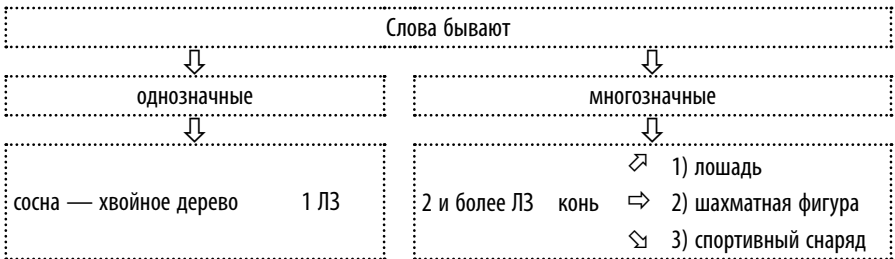 Слова бывают
однозначные многозначные
1) лошадь
сосна — хвойное дерево 1 ЛЗ 2 и более ЛЗ конь 2) шахматная фигура
3) спортивный снаряд